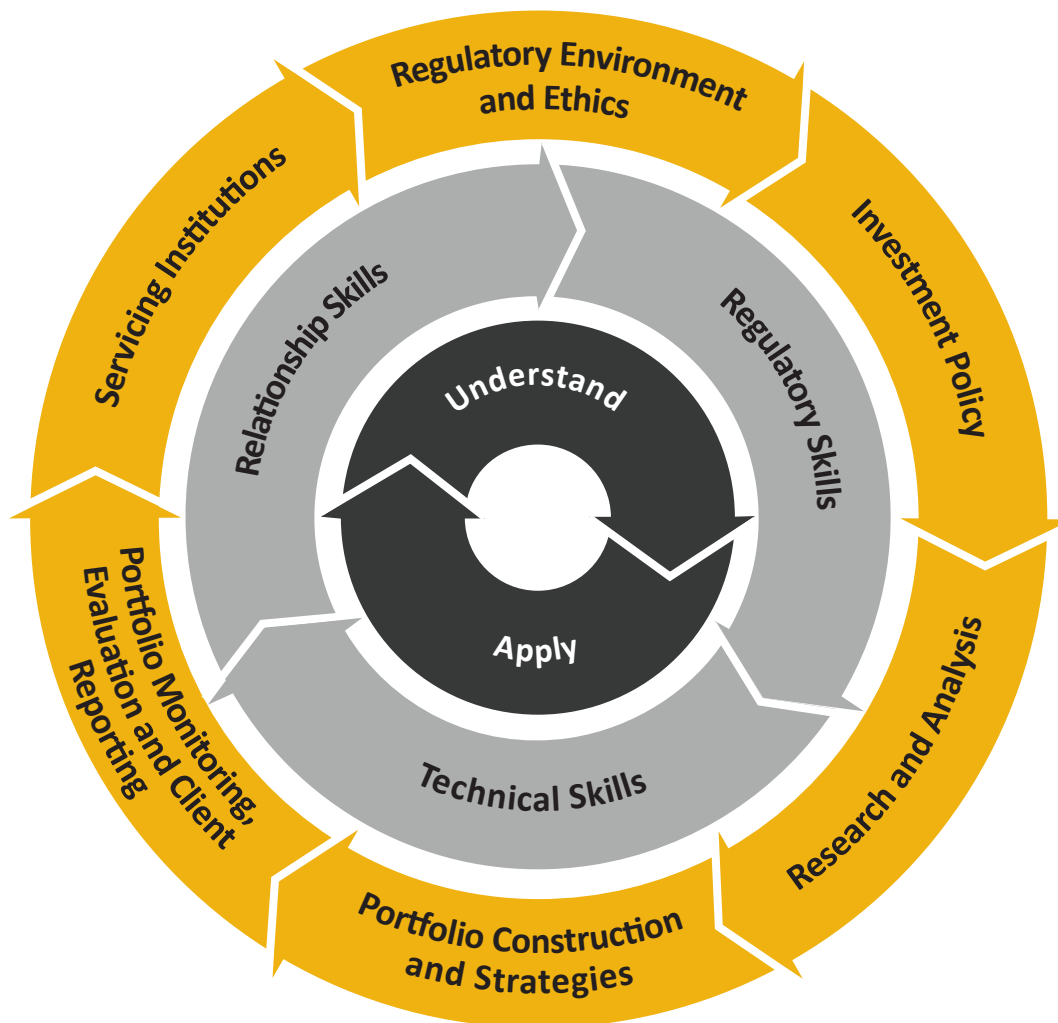 Regulatory Environment
and Ethics
Investment Policy
Research and Analysis
Portfolio Construction
and Strategies
Portfolio Monitoring,
Evaluation and Client
Reporting
Servicing Institutions
Regulatory Skills
Technical Skills
Relationship Skills
Understand
Apply